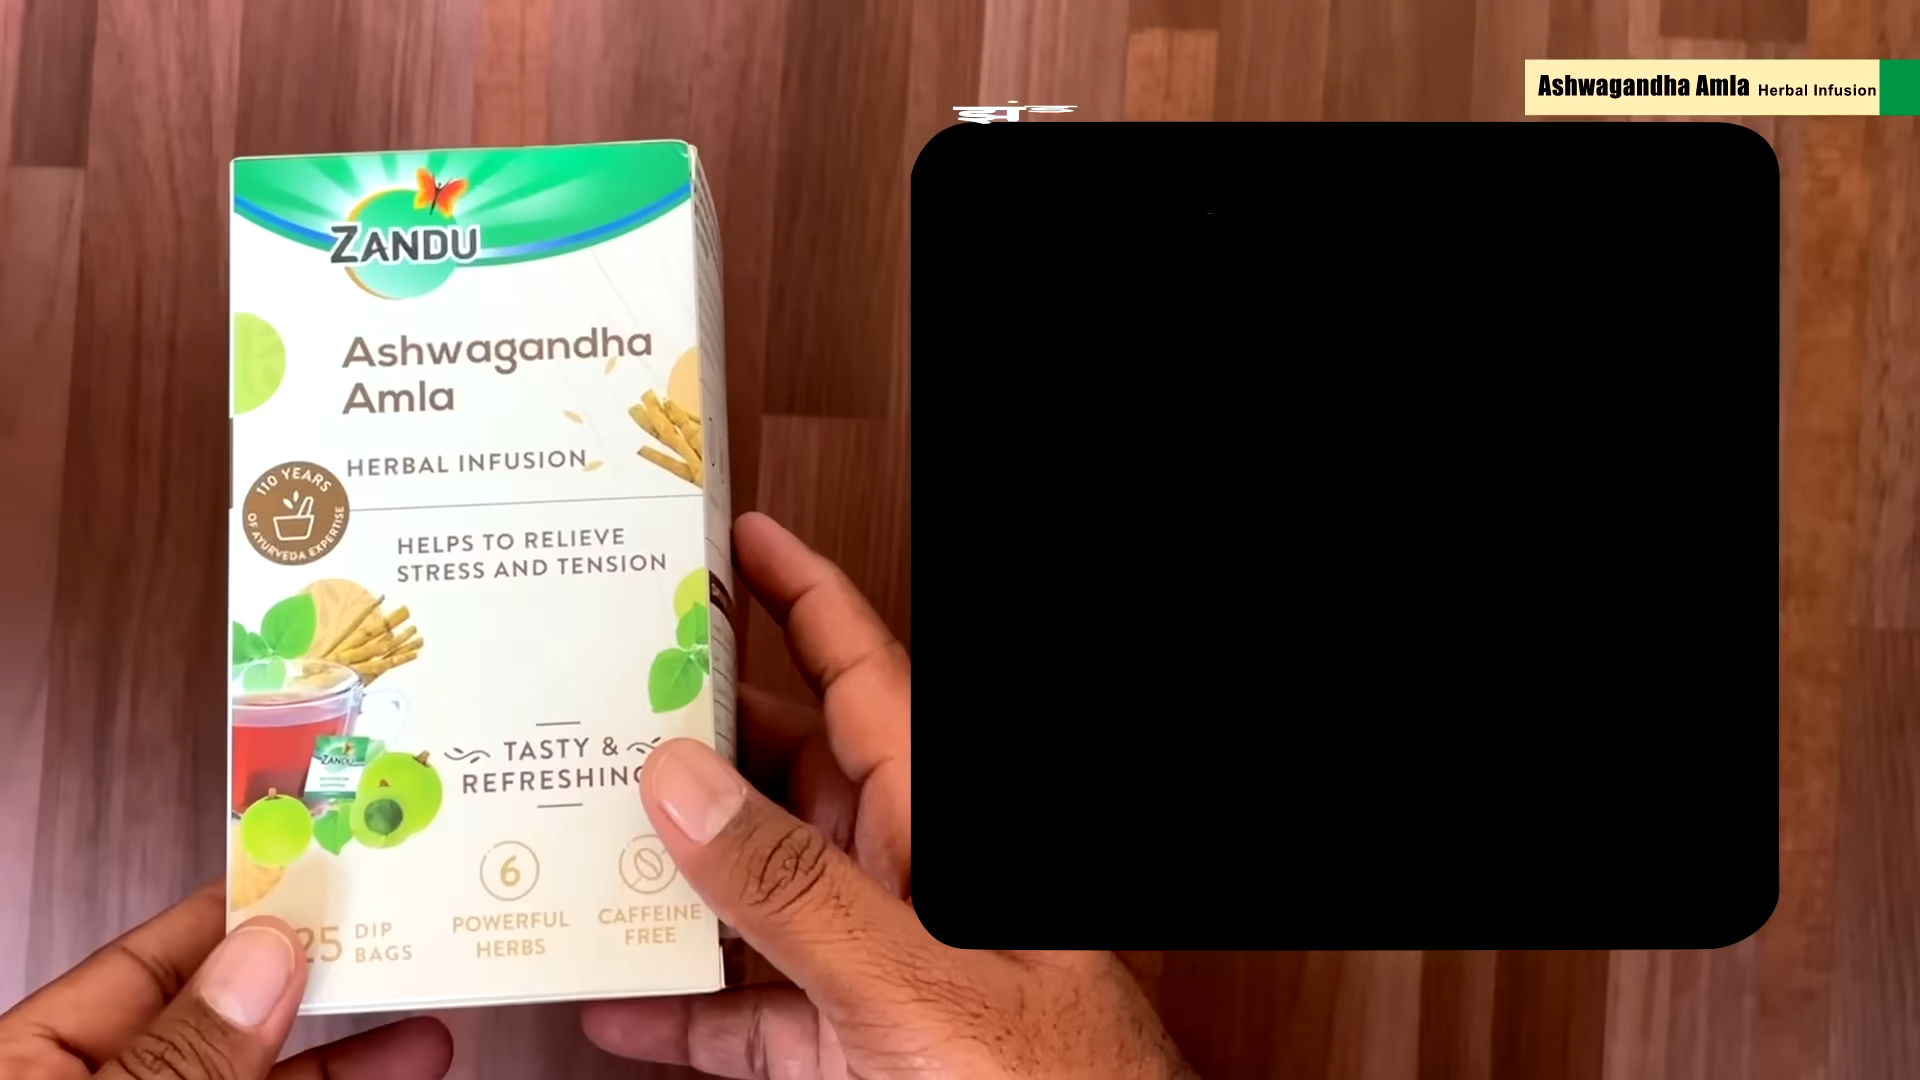 Ashwagandha Amla Herbal Infusion
ZANDU
Ashwagandha
Amla
HERBAL INFUSION
110 YEARS
OF AYURVEDA EXPERTISE
HELPS TO RELIEVE
STRESS AND TENSION
ZANDU
TASTY &
REFRESHING
25 DIP
BAGS
6
POWERFUL
HERBS
CAFFEINE
FREE